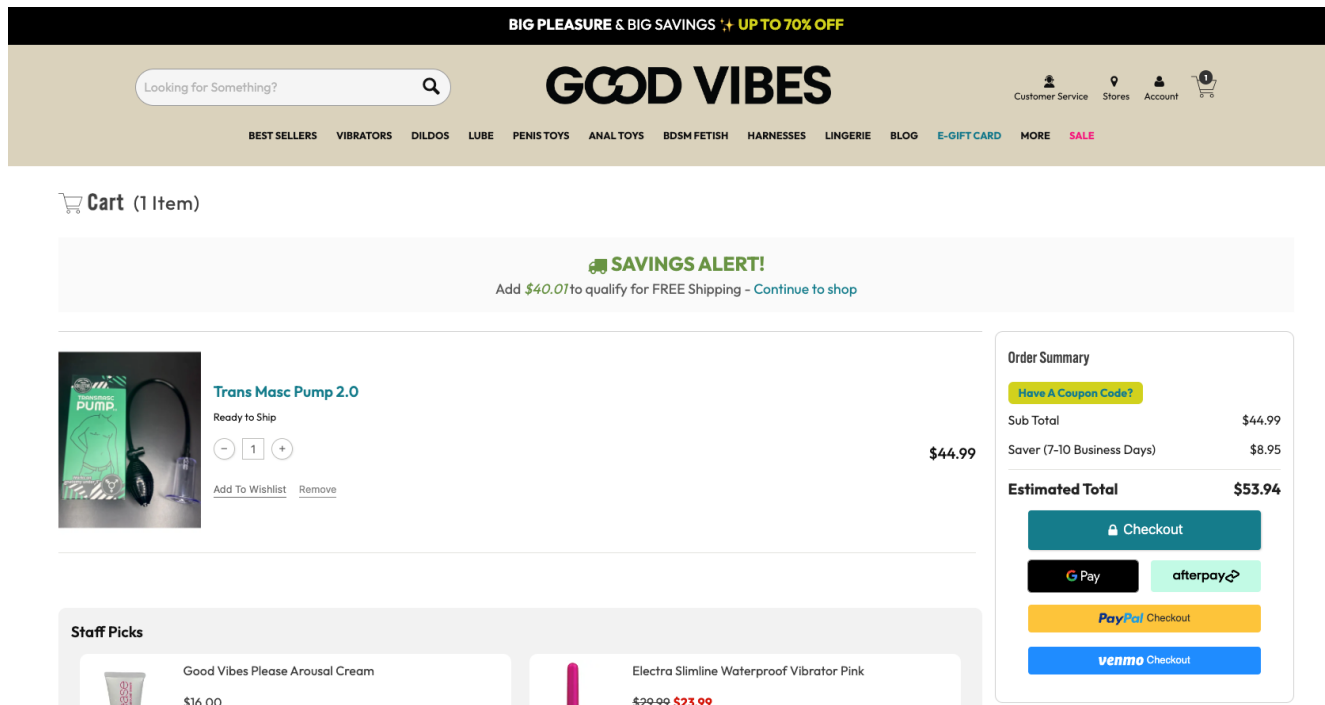 BIG PLEASURE & BIG SAVINGS ✨ UP TO 70% OFF
Looking for Something?
GOOD VIBES
Customer Service
Stores
Account
1
BEST SELLERS VIBRATORS DILDOS LUBE PENIS TOYS ANAL TOYS BDSM FETISH HARNESSES LINGERIE BLOG E-GIFT CARD MORE SALE
Cart (1 Item)
SAVINGS ALERT!
Add $40.01 to qualify for FREE Shipping - Continue to shop
TRANSMASC
PUMP
Trans Masc Pump 2.0
Ready to Ship
− 1 +
$44.99
Add To Wishlist Remove
Order Summary
Have A Coupon Code?
Sub Total $44.99
Saver (7-10 Business Days) $8.95
Estimated Total $53.94
Checkout
G Pay
afterpay
PayPal Checkout
venmo Checkout
Staff Picks
Good Vibes Please Arousal Cream
$16.00
Electra Slimline Waterproof Vibrator Pink
$29.99 $23.99